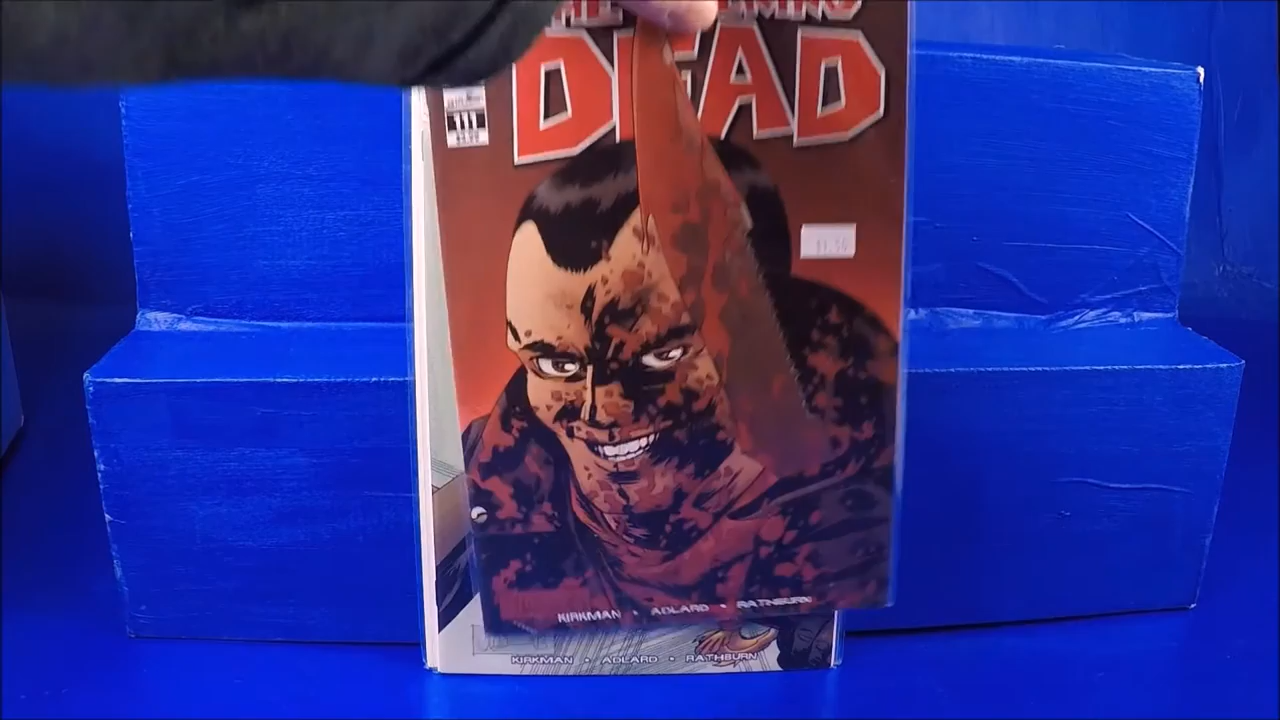 DEAD
111
KIRKMAN • ADLARD • RATHBURN
KIRKMAN • ADLARD • RATHBURN